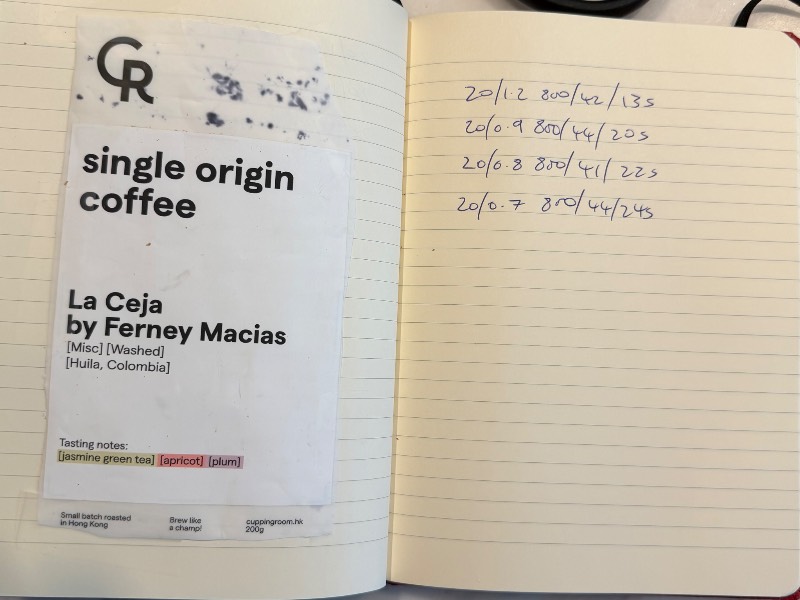 CR
single origin
coffee
La Ceja
by Ferney Macias
[Misc] [Washed]
[Huila, Colombia]
Tasting notes:
[jasmine green tea] [apricot] [plum]
Small batch roasted
in Hong Kong
Brew like
a champ!
cuppingroom.hk
200g
20/1.2 800/42/13s
20/0.9 800/44/20s
20/0.8 800/41/22s
20/0.7 800/44/24s